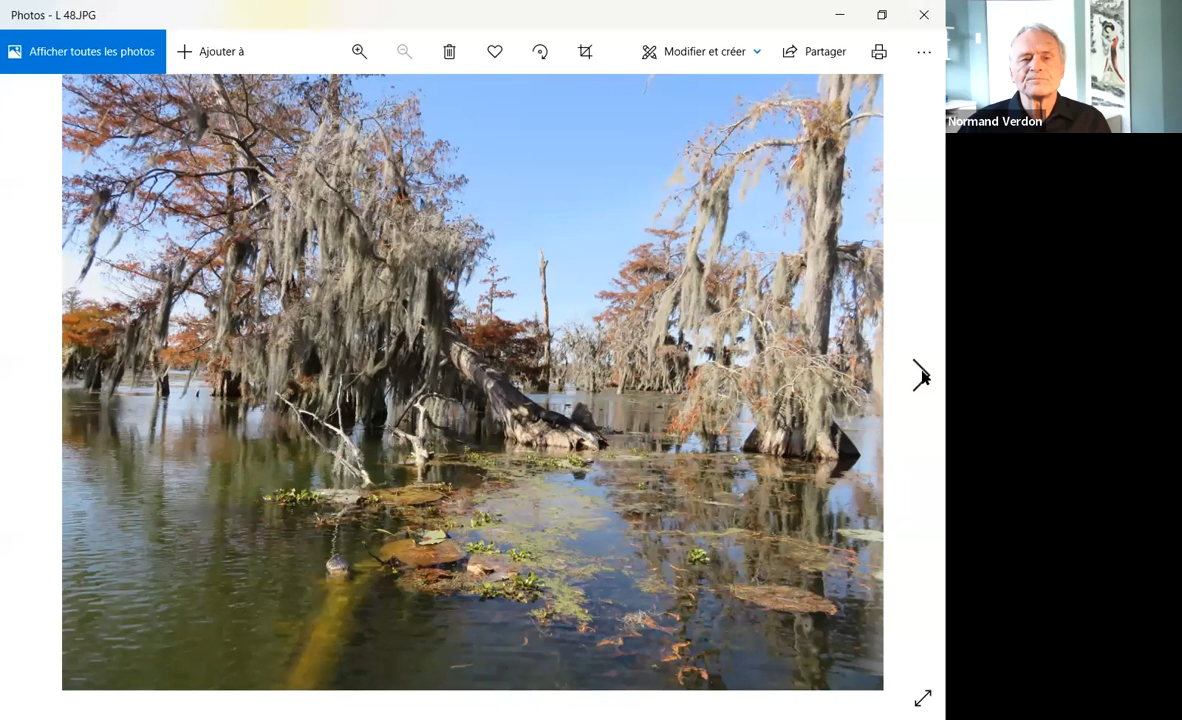 Photos - L 48.JPG
Afficher toutes les photos
Ajouter à
Modifier et créer
Partager
Normand Verdon